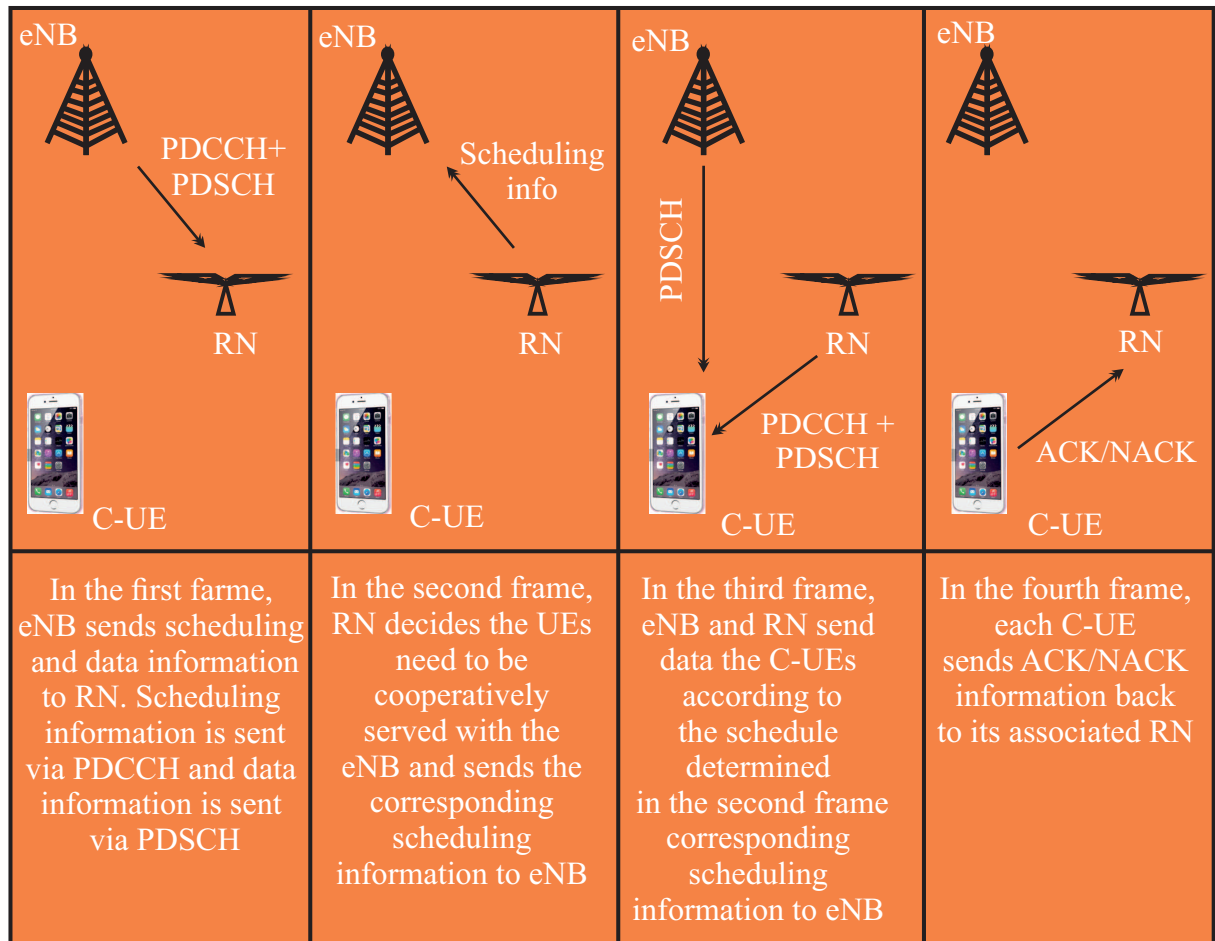 eNB
PDCCH+
PDSCH
RN
C-UE
In the first farme,
eNB sends scheduling
and data information
to RN. Scheduling
information is sent
via PDCCH and data
information is sent
via PDSCH
eNB
Scheduling
info
RN
C-UE
In the second frame,
RN decides the UEs
need to be
cooperatively
served with the
eNB and sends the
corresponding
scheduling
information to eNB
eNB
PDSCH
RN
PDCCH +
PDSCH
C-UE
In the third frame,
eNB and RN send
data the C-UEs
according to
the schedule
determined
in the second frame
corresponding
scheduling
information to eNB
eNB
RN
ACK/NACK
C-UE
In the fourth frame,
each C-UE
sends ACK/NACK
information back
to its associated RN